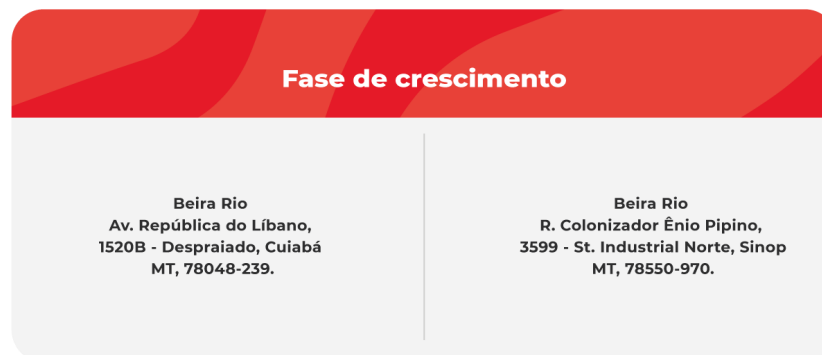 Fase de crescimento
Beira Rio
Av. República do Líbano,
1520B - Despraiado, Cuiabá
MT, 78048-239.
Beira Rio
R. Colonizador Ênio Pipino,
3599 - St. Industrial Norte, Sinop
MT, 78550-970.